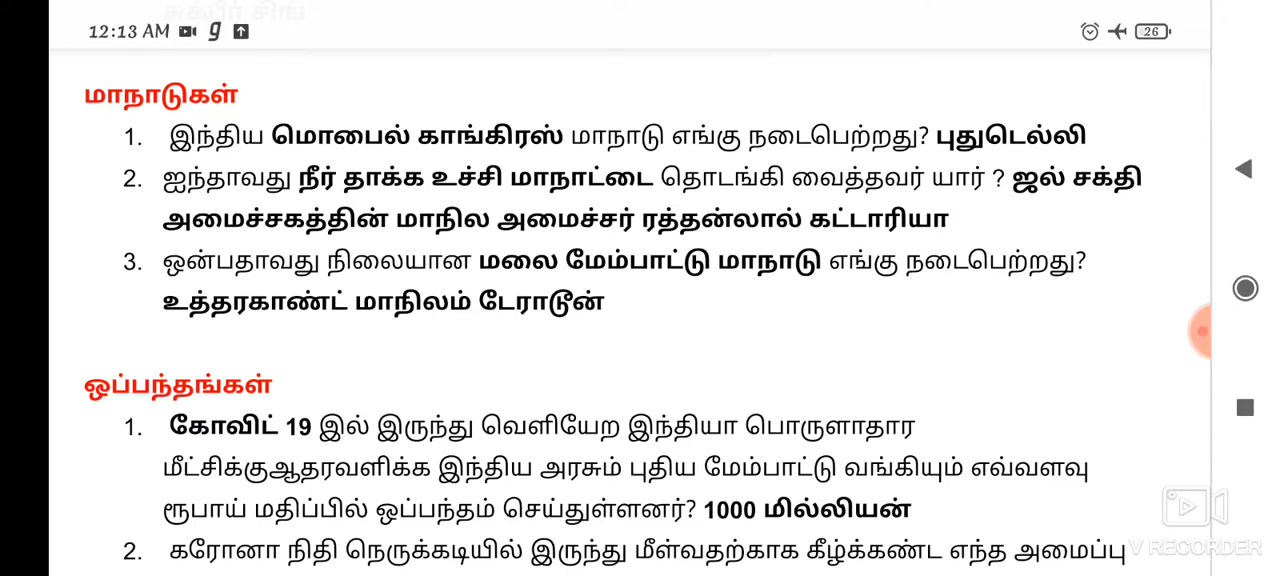 12:13 AM
26
மாநாடுகள்
1. இந்திய மொபைல் காங்கிரஸ் மாநாடு எங்கு நடைபெற்றது? புதுடெல்லி
2. ஐந்தாவது நீர் தாக்க உச்சி மாநாட்டை தொடங்கி வைத்தவர் யார் ? ஜல் சக்தி
அமைச்சகத்தின் மாநில அமைச்சர் ரத்தன்லால் கட்டாரியா
3. ஒன்பதாவது நிலையான மலை மேம்பாட்டு மாநாடு எங்கு நடைபெற்றது?
உத்தரகாண்ட் மாநிலம் டேராடூன்
ஒப்பந்தங்கள்
1. கோவிட் 19 இல் இருந்து வெளியேற இந்தியா பொருளாதார
மீட்சிக்குஆதரவளிக்க இந்திய அரசும் புதிய மேம்பாட்டு வங்கியும் எவ்வளவு
ரூபாய் மதிப்பில் ஒப்பந்தம் செய்துள்ளனர்? 1000 மில்லியன்
2. கரோனா நிதி நெருக்கடியில் இருந்து மீள்வதற்காக கீழ்க்கண்ட எந்த அமைப்பு
V RECORDER